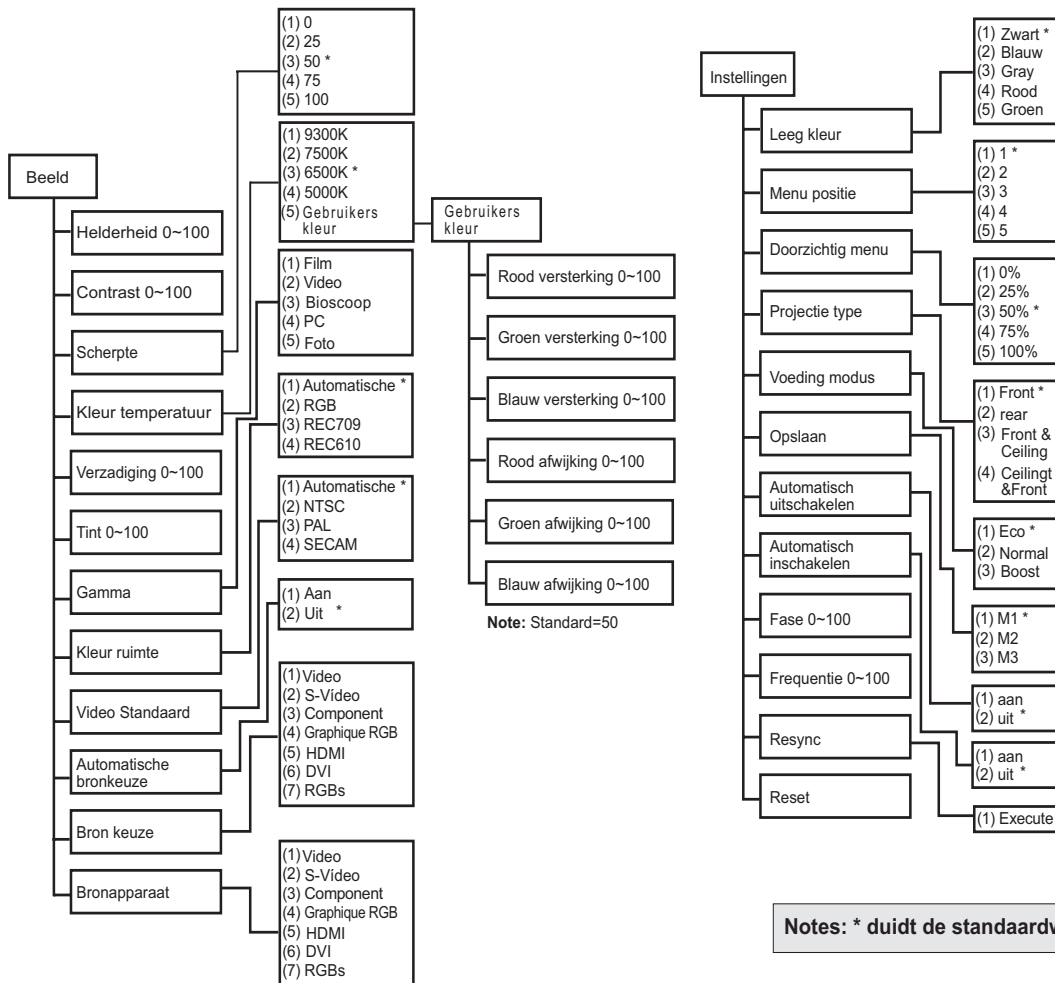 Beeld
Helderheid 0~100
Contrast 0~100
Scherpte
Kleur temperatuur
Verzadiging 0~100
Tint 0~100
Gamma
Kleur ruimte
Video Standaard
Automatische
bronkeuze
Bron keuze
Bronapparaat
(1) 0
(2) 25
(3) 50 *
(4) 75
(5) 100
(1) 9300K
(2) 7500K
(3) 6500K *
(4) 5000K
(5) Gebruikers
kleur
(1) Film
(2) Video
(3) Bioscoop
(4) PC
(5) Foto
(1) Automatische *
(2) RGB
(3) REC709
(4) REC610
(1) Automatische *
(2) NTSC
(3) PAL
(4) SECAM
(1) Aan
(2) Uit *
(1) Video
(2) S-Vídeo
(3) Component
(4) Graphique RGB
(5) HDMI
(6) DVI
(7) RGBs
(1) Video
(2) S-Vídeo
(3) Component
(4) Graphique RGB
(5) HDMI
(6) DVI
(7) RGBs
Gebruikers
kleur
Rood versterking 0~100
Groen versterking 0~100
Blauw versterking 0~100
Rood afwijking 0~100
Groen afwijking 0~100
Blauw afwijking 0~100
Note: Standard=50
Instellingen
Leeg kleur
Menu positie
Doorzichtig menu
Projectie type
Voeding modus
Opslaan
Automatisch
uitschakelen
Automatisch
inschakelen
Fase 0~100
Frequentie 0~100
Resync
Reset
(1) Zwart *
(2) Blauw
(3) Gray
(4) Rood
(5) Groen
(1) 1 *
(2) 2
(3) 3
(4) 4
(5) 5
(1) 0%
(2) 25%
(3) 50% *
(4) 75%
(5) 100%
(1) Front *
(2) rear
(3) Front &
Ceiling
(4) Ceilingt
&Front
(1) Eco *
(2) Normal
(3) Boost
(1) M1 *
(2) M2
(3) M3
(1) aan
(2) uit *
(1) aan
(2) uit *
(1) Execute
Notes: * duidt de